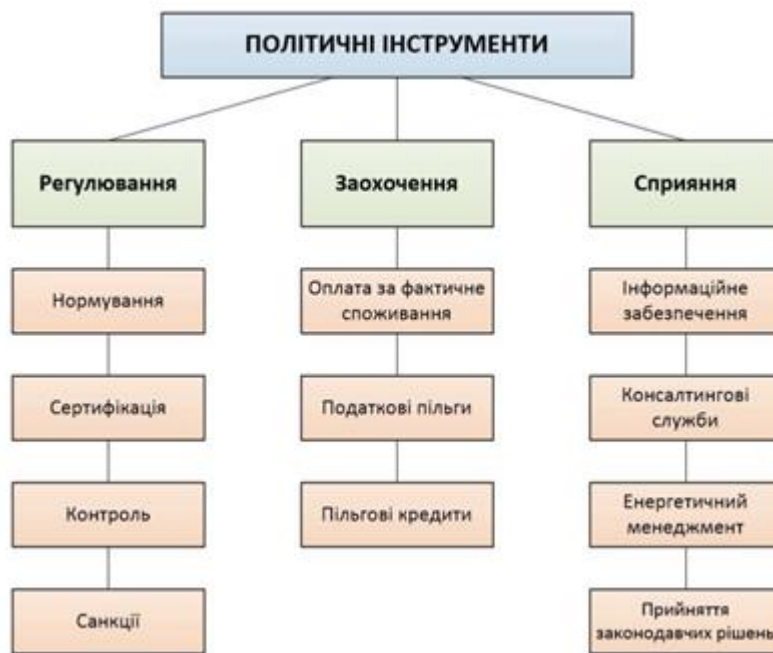 ПОЛІТИЧНІ ІНСТРУМЕНТИ
Регулювання
Нормування
Сертифікація
Контроль
Санкції
Заохочення
Оплата за фактичне
споживання
Податкові пільги
Пільгові кредити
Сприяння
Інформаційне
забезпечення
Консалтингові
служби
Енергетичний
менеджмент
Прийняття
законодавчих рішень